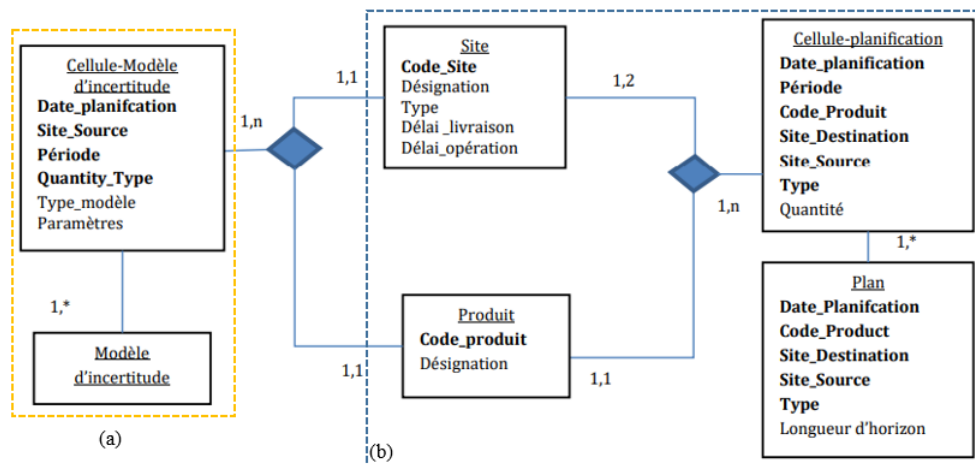 Cellule-Modèle
d'incertitude
Date_planifcation
Site_Source
Période
Quantity_Type
Type_modèle
Paramètres
1,n
1,*
Modèle
d'incertitude
(a)
1,1
Site
Code_Site
Désignation
Type
Délai _livraison
Délai_opération
1,2
Produit
Code_produit
Désignation
1,1
1,1
(b)
Cellule-planification
Date_planification
Période
Code_Produit
Site_Destination
Site_Source
Type
Quantité
1,n
1,*
Plan
Date_Planifcation
Code_Product
Site_Destination
Site_Source
Type
Longueur d'horizon